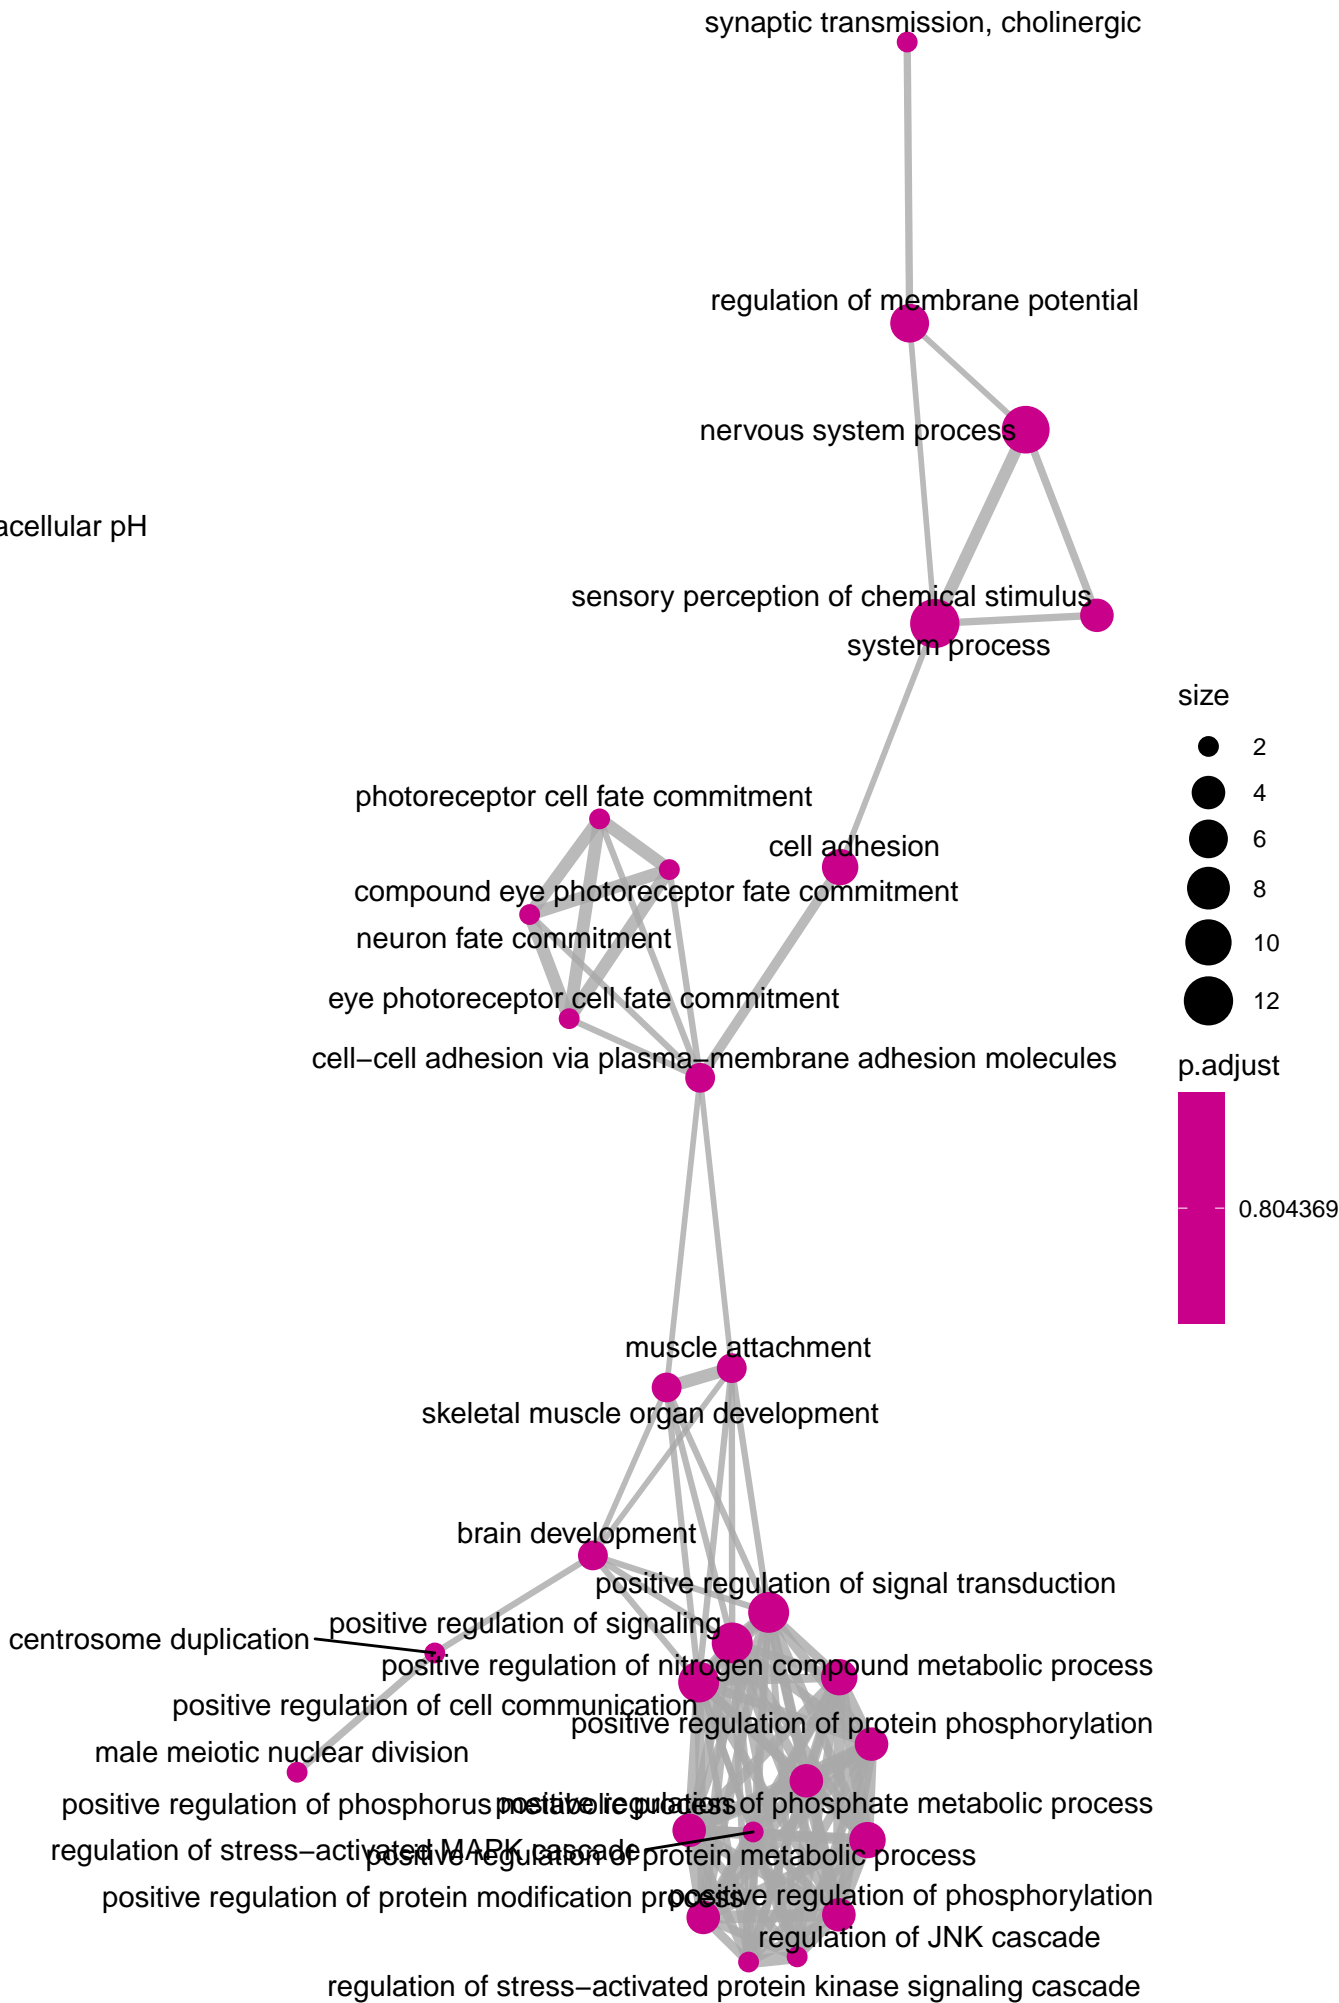 synaptic transmission, cholinergic
regulation of membrane potential
nervous system process
acellular pH
sensory perception of chemical stimulus
system process
size
2
4
6
8
10
12
p.adjust
0.804369
photoreceptor cell fate commitment
cell adhesion
compound eye photoreceptor fate commitment
neuron fate commitment
eye photoreceptor cell fate commitment
cell−cell adhesion via plasma−membrane adhesion molecules
muscle attachment
skeletal muscle organ development
brain development
positive regulation of signal transduction
positive regulation of signaling
centrosome duplication
positive regulation of nitrogen compound metabolic process
positive regulation of cell communication
positive regulation of protein phosphorylation
male meiotic nuclear division
positive regulation of phosphorus metabolic process
positive regulation of phosphate metabolic process
regulation of stress−activated MAPK cascade
positive regulation of protein metabolic process
positive regulation of protein modification process
positive regulation of phosphorylation
regulation of JNK cascade
regulation of stress−activated protein kinase signaling cascade